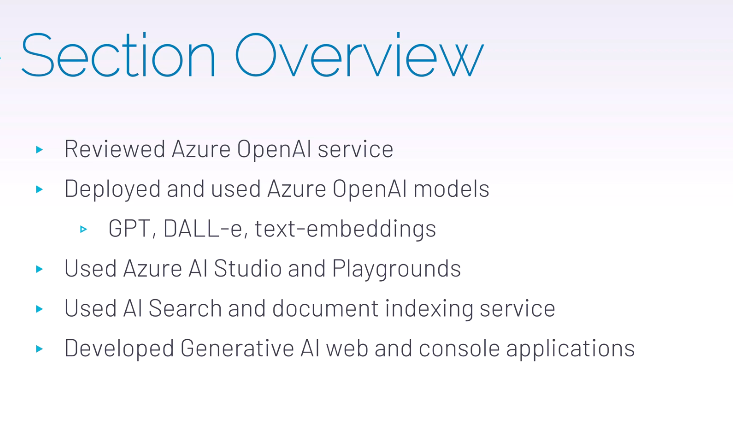 Section Overview
Reviewed Azure OpenAI service
Deployed and used Azure OpenAI models
GPT, DALL-e, text-embeddings
Used Azure AI Studio and Playgrounds
Used AI Search and document indexing service
Developed Generative AI web and console applications